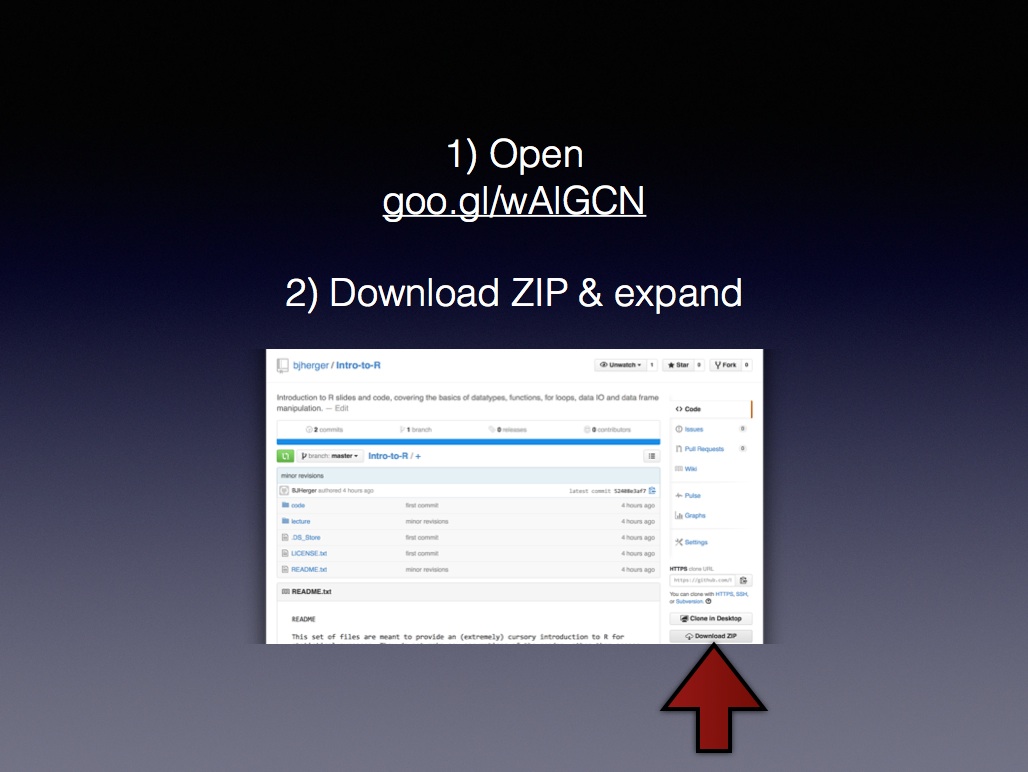 1) Open
goo.gl/wAlGCN
2) Download ZIP & expand
bjherger / Intro-to-R
Unwatch 1 Star 0 Fork 0
Introduction to R slides and code, covering the basics of datatypes, functions, for loops, data IO and data frame
manipulation. — Edit
2 commits 1 branch 0 releases 0 contributors
branch: master Intro-to-R / +
minor revisions
SJHerger authored 4 hours ago latest commit
code first commit 4 hours ago
lecture minor revisions 4 hours ago
.DS_Store first commit 4 hours ago
LICENSE.txt first commit 4 hours ago
README.txt minor revisions 4 hours ago
README.txt
README
This set of files are meant to provide an (extremely) cursory introduction to R for
Code
Issues 0
Pull Requests 0
Wiki
Pulse
Graphs
Settings
HTTPS clone URL
https://github.com/
You can clone with HTTPS, SSH,
or Subversion.
Clone in Desktop
Download ZIP